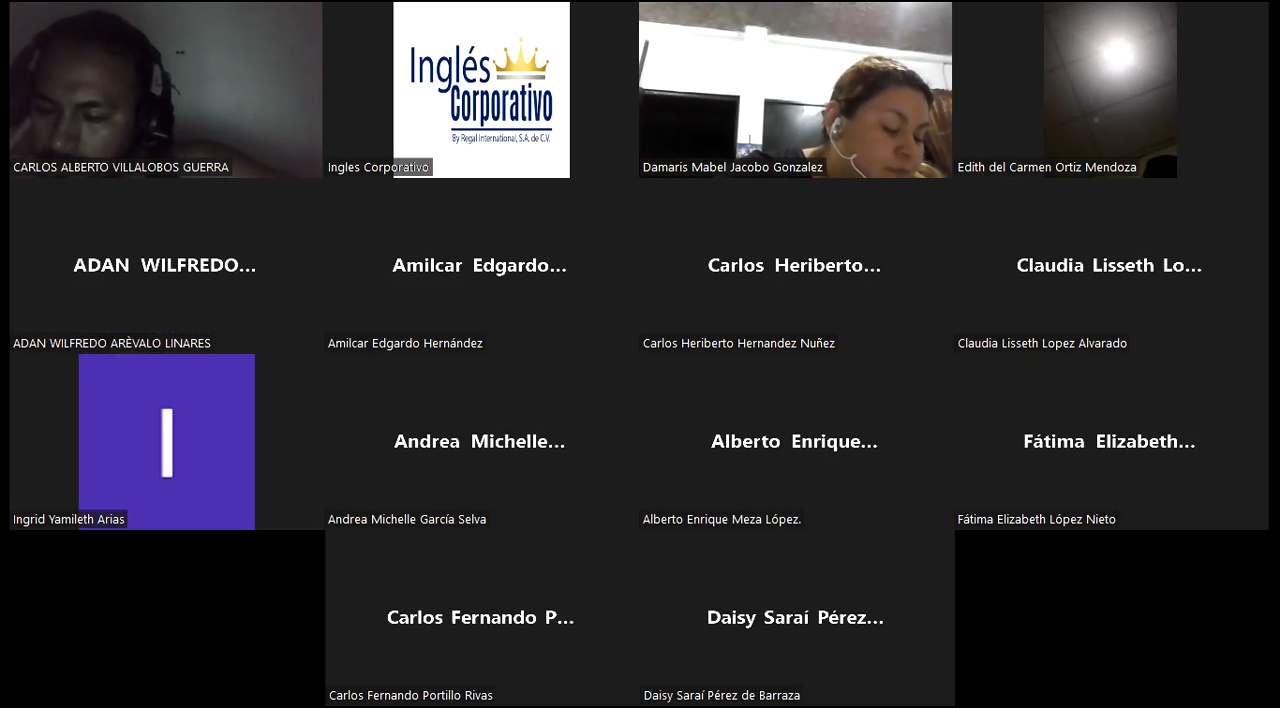 Inglés
Corporativo
By Regal International, S.A. de C.V.
CARLOS ALBERTO VILLALOBOS GUERRA
Ingles Corporativo
Damaris Mabel Jacobo Gonzalez
Edith del Carmen Ortiz Mendoza
ADAN WILFREDO...
Amilcar Edgardo...
Carlos Heriberto...
Claudia Lisseth Lo...
ADAN WILFREDO ARÈVALO LINARES
Amilcar Edgardo Hernández
Carlos Heriberto Hernandez Nuñez
Claudia Lisseth Lopez Alvarado
I
Andrea Michelle...
Alberto Enrique...
Fátima Elizabeth...
Ingrid Yamileth Arias
Andrea Michelle García Selva
Alberto Enrique Meza López.
Fátima Elizabeth López Nieto
Carlos Fernando P...
Daisy Saraí Pérez...
Carlos Fernando Portillo Rivas
Daisy Saraí Pérez de Barraza